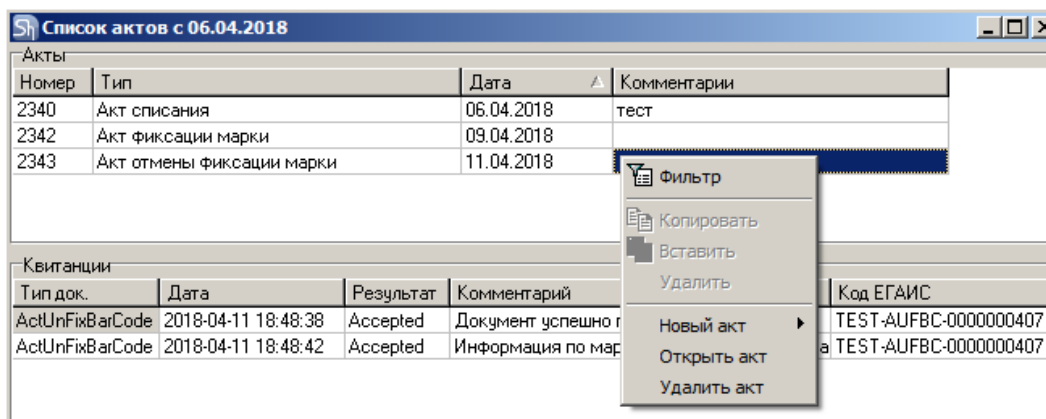 Sh Список актов с 06.04.2018
Акты
Номер Тип Дата Комментарии
2340 Акт списания 06.04.2018 тест
2342 Акт фиксации марки 09.04.2018
2343 Акт отмены фиксации марки 11.04.2018
Фильтр
Копировать
Вставить
Удалить
Новый акт
Открыть акт
Удалить акт
Квитанции
Тип док. Дата Результат Комментарий Код ЕГАИС
ActUnFixBarCode 2018-04-11 18:48:38 Accepted Документ успешно TEST-AUFBC-0000000407
ActUnFixBarCode 2018-04-11 18:48:42 Accepted Информация по мар а TEST-AUFBC-0000000407